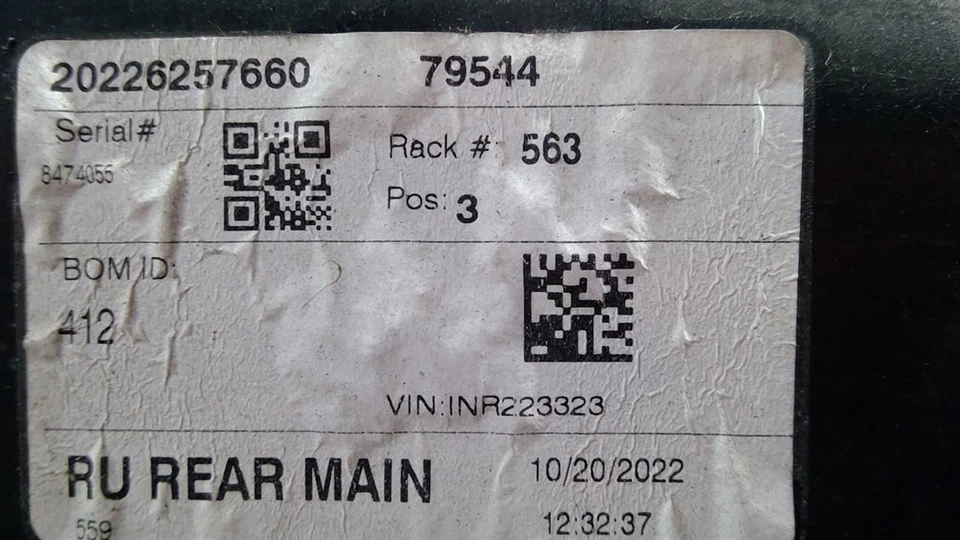 20226257660 79544
Serial#
8474055
Rack #: 563
Pos: 3
BOM ID:
412
VIN:INR223323
RU REAR MAIN 10/20/2022
559 12:32:37